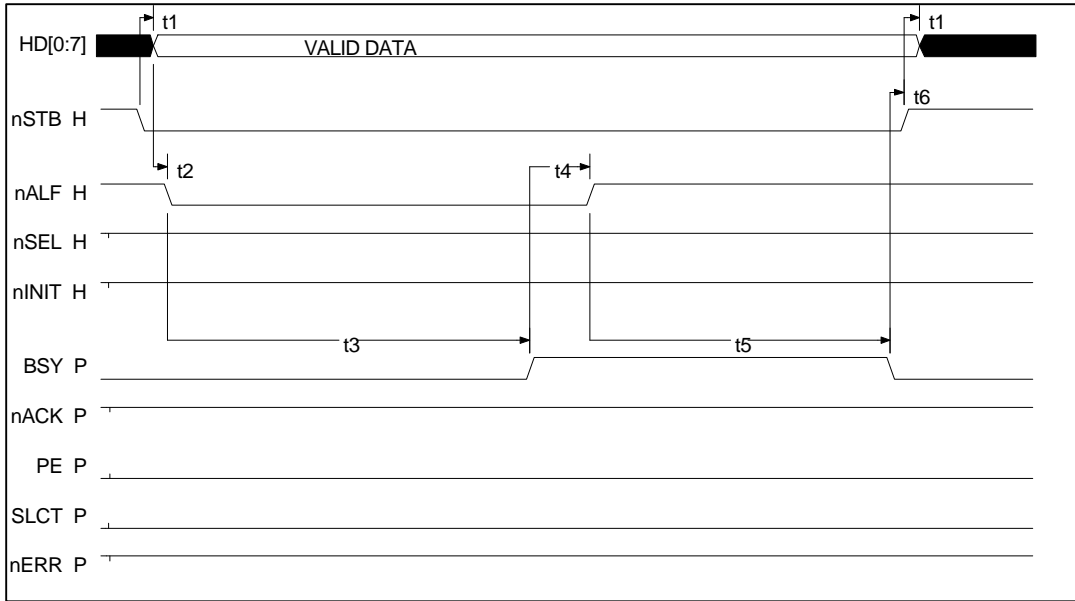 t1 t1
HD[0:7] VALID DATA
t6
nSTB H
t2 t4
nALF H
nSEL H
nINIT H
t3 t5
BSY P
nACK P
PE P
SLCT P
nERR P